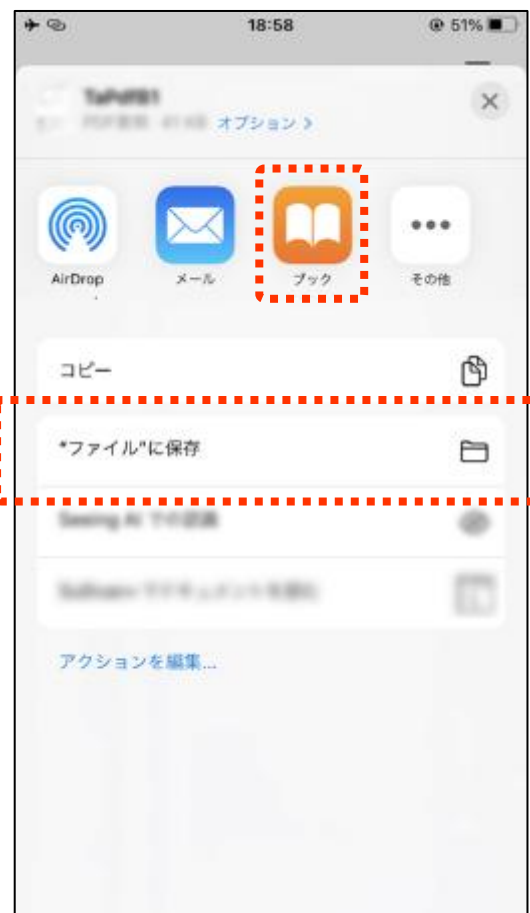 18:58
51%
オプション >
AirDrop
メール
ブック
その他
コピー
"ファイル"に保存
アクションを編集...